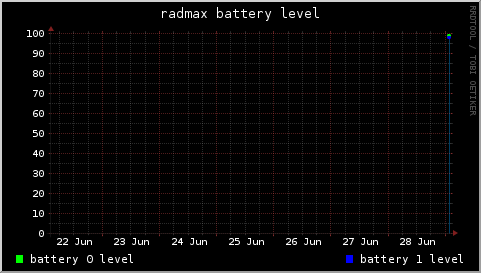 radmax battery level
RRDTOOL / TOBI OETIKER
100
90
80
70
60
50
40
30
20
10
0
22 Jun 23 Jun 24 Jun 25 Jun 26 Jun 27 Jun 28 Jun
battery 0 level battery 1 level